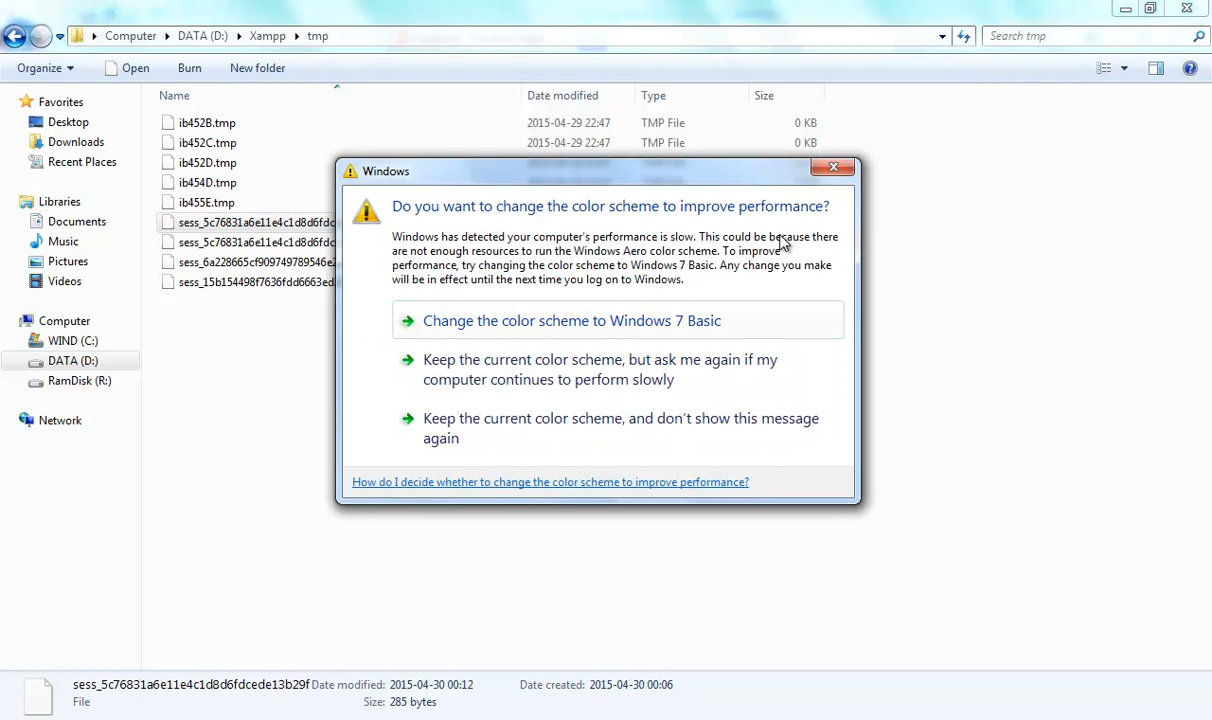 Computer DATA (D:) Xampp tmp Search tmp
Organize Open Burn New folder
Name Date modified Type Size
Favorites
Desktop
Downloads
Recent Places
Libraries
Documents
Music
Pictures
Videos
Computer
WIND (C:)
DATA (D:)
RamDisk (R:)
Network
ib452B.tmp 2015-04-29 22:47 TMP File 0 KB
ib452C.tmp 2015-04-29 22:47 TMP File 0 KB
ib452D.tmp
ib454D.tmp
ib455E.tmp
sess_5c76831a6e11e4c1d8d6fdc
sess_5c76831a6e11e4c1d8d6fdc
sess_6a228665cf909749789546e2
sess_15b154498f7636fdd6663ed
Windows
Do you want to change the color scheme to improve performance?
Windows has detected your computer's performance is slow. This could be because there
are not enough resources to run the Windows Aero color scheme. To improve
performance, try changing the color scheme to Windows 7 Basic. Any change you make
will be in effect until the next time you log on to Windows.
Change the color scheme to Windows 7 Basic
Keep the current color scheme, but ask me again if my
computer continues to perform slowly
Keep the current color scheme, and don't show this message
again
How do I decide whether to change the color scheme to improve performance?
sess_5c76831a6e11e4c1d8d6fdcede13b29f Date modified: 2015-04-30 00:12 Date created: 2015-04-30 00:06
File Size: 285 bytes